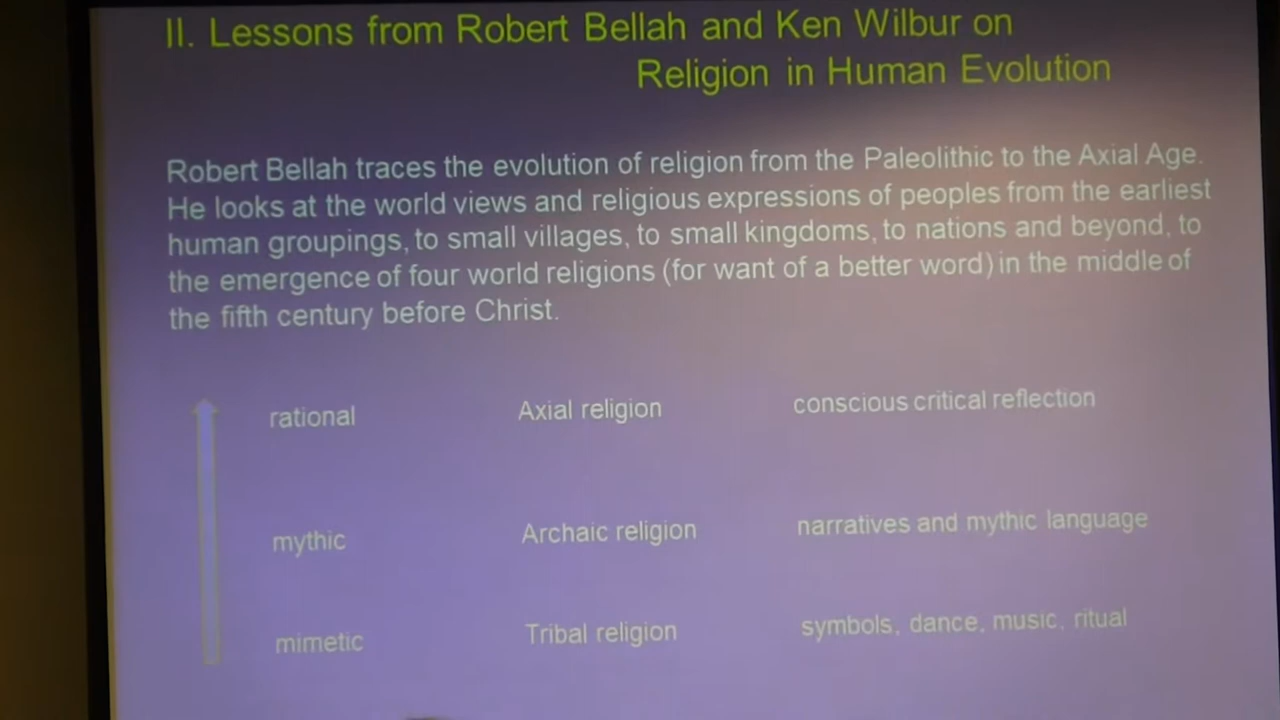 II. Lessons from Robert Bellah and Ken Wilbur on
Religion in Human Evolution
Robert Bellah traces the evolution of religion from the Paleolithic to the Axial Age.
He looks at the world views and religious expressions of peoples from the earliest
human groupings, to small villages, to small kingdoms, to nations and beyond, to
the emergence of four world religions (for want of a better word) in the middle of
the fifth century before Christ.
rational Axial religion conscious critical reflection
mythic Archaic religion narratives and mythic language
mimetic Tribal religion symbols, dance, music, ritual